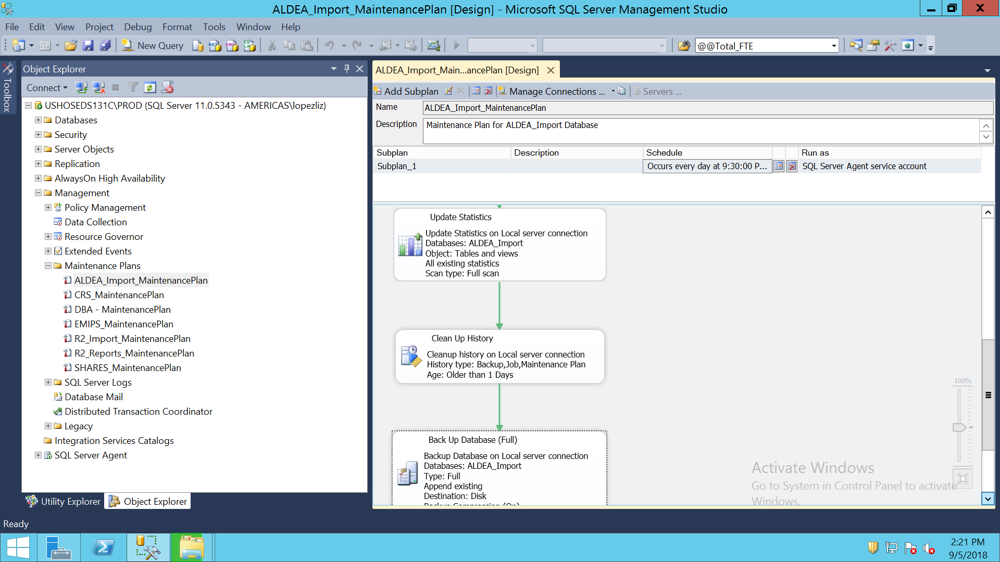 ALDEA_Import_MaintenancePlan [Design] - Microsoft SQL Server Management Studio
File Edit View Project Debug Format Tools Window Help
New Query
@@Total_FTE
Toolbox
Object Explorer
Connect
USHOSEDS131C\PROD (SQL Server 11.0.5343 - AMERICAS\lopezliz)
Databases
Security
Server Objects
Replication
AlwaysOn High Availability
Management
Policy Management
Data Collection
Resource Governor
Extended Events
Maintenance Plans
ALDEA_Import_MaintenancePlan
CRS_MaintenancePlan
DBA - MaintenancePlan
EMIPS_MaintenancePlan
R2_Import_MaintenancePlan
R2_Reports_MaintenancePlan
SHARES_MaintenancePlan
SQL Server Logs
Database Mail
Distributed Transaction Coordinator
Legacy
Integration Services Catalogs
SQL Server Agent
Utility Explorer
Object Explorer
ALDEA_Import_Main...ancePlan [Design]
Add Subplan
Manage Connections ...
Servers ...
Name
ALDEA_Import_MaintenancePlan
Description
Maintenance Plan for ALDEA_Import Database
Subplan Description Schedule Run as
Subplan_1 Occurs every day at 9:30:00 P... SQL Server Agent service account
Update Statistics
Update Statistics on Local server connection
Databases: ALDEA_Import
Object: Tables and views
All existing statistics
Scan type: Full scan
Clean Up History
Cleanup history on Local server connection
History type: Backup,Job,Maintenance Plan
Age: Older than 1 Days
Back Up Database (Full)
Backup Database on Local server connection
Databases: ALDEA_Import
Type: Full
Append existing
Destination: Disk
Backup Compression (On)
100%
Activate Windows
Go to System in Control Panel to activate
Windows.
Ready
2:21 PM
9/5/2018